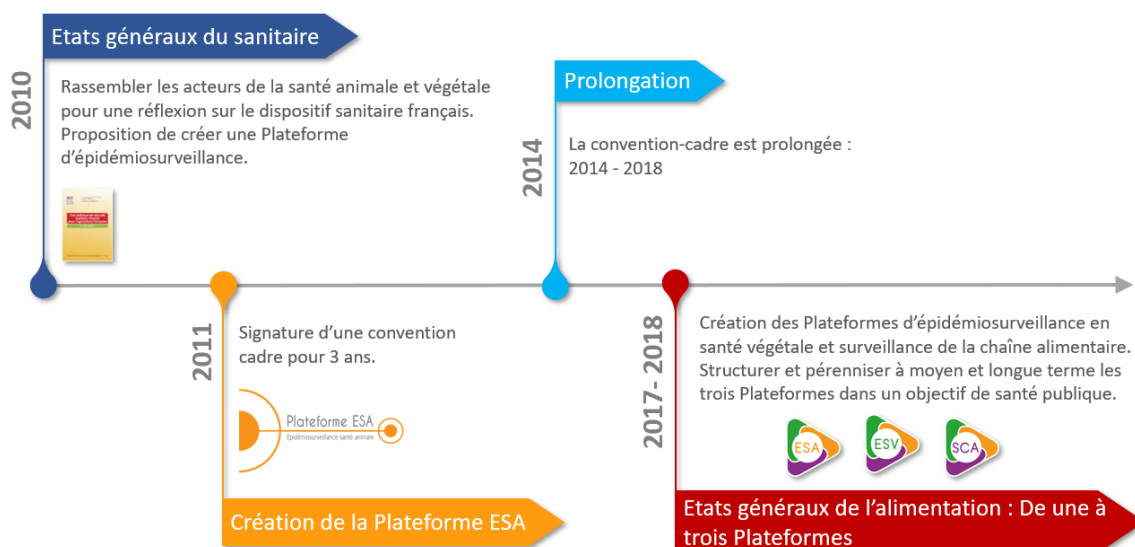 Etats généraux du sanitaire
2010
Rassembler les acteurs de la santé animale et végétale
pour une réflexion sur le dispositif sanitaire français.
Proposition de créer une Plateforme
d’épidémiosurveillance.
Prolongation
2014
La convention-cadre est prolongée :
2014 - 2018
2011
Signature d’une convention
cadre pour 3 ans.
Plateforme ESA
Epidémiosurveillance santé animale
Création de la Plateforme ESA
2017- 2018
Création des Plateformes d’épidémiosurveillance en
santé végétale et surveillance de la chaîne alimentaire.
Structurer et pérenniser à moyen et longue terme les
trois Plateformes dans un objectif de santé publique.
ESA
ESV
SCA
Etats généraux de l’alimentation : De une à
trois Plateformes